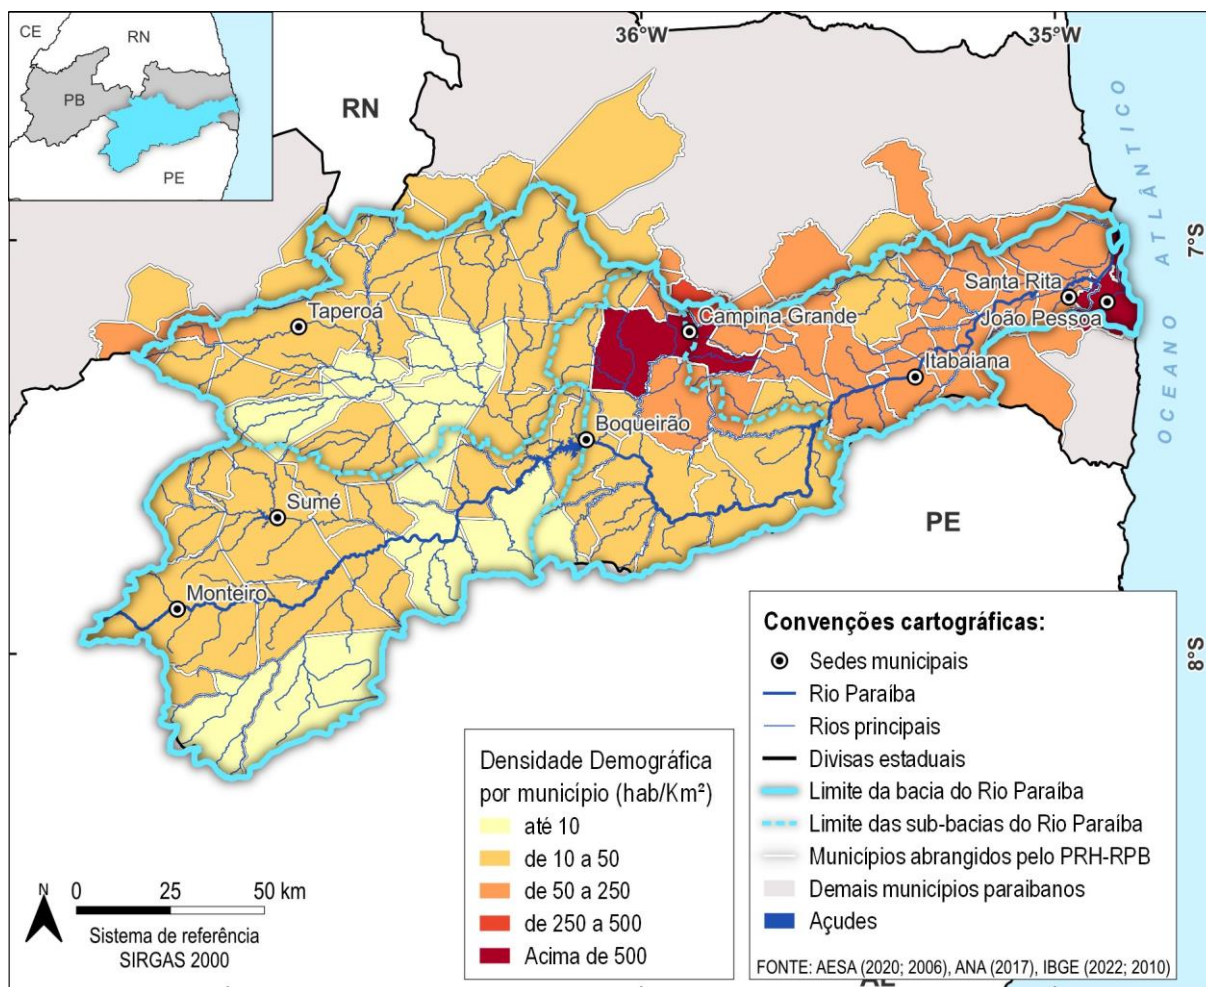 CE
RN
PB
PE
36°W
35°W
RN
OCEANO ATLÂNTICO
7°S
Taperoá
Santa Rita
Campina Grande
João Pessoa
Itabaiana
Boqueirão
Sumé
PE
Monteiro
8°S
Convenções cartográficas:
Sedes municipais
Rio Paraíba
Rios principais
Divisas estaduais
Limite da bacia do Rio Paraíba
Limite das sub-bacias do Rio Paraíba
Municípios abrangidos pelo PRH-RPB
Demais municípios paraibanos
Açudes
FONTE: AESA (2020; 2006), ANA (2017), IBGE (2022; 2010)
Densidade Demográfica
por município (hab/Km²)
até 10
de 10 a 50
de 50 a 250
de 250 a 500
Acima de 500
N
0 25 50 km
Sistema de referência
SIRGAS 2000